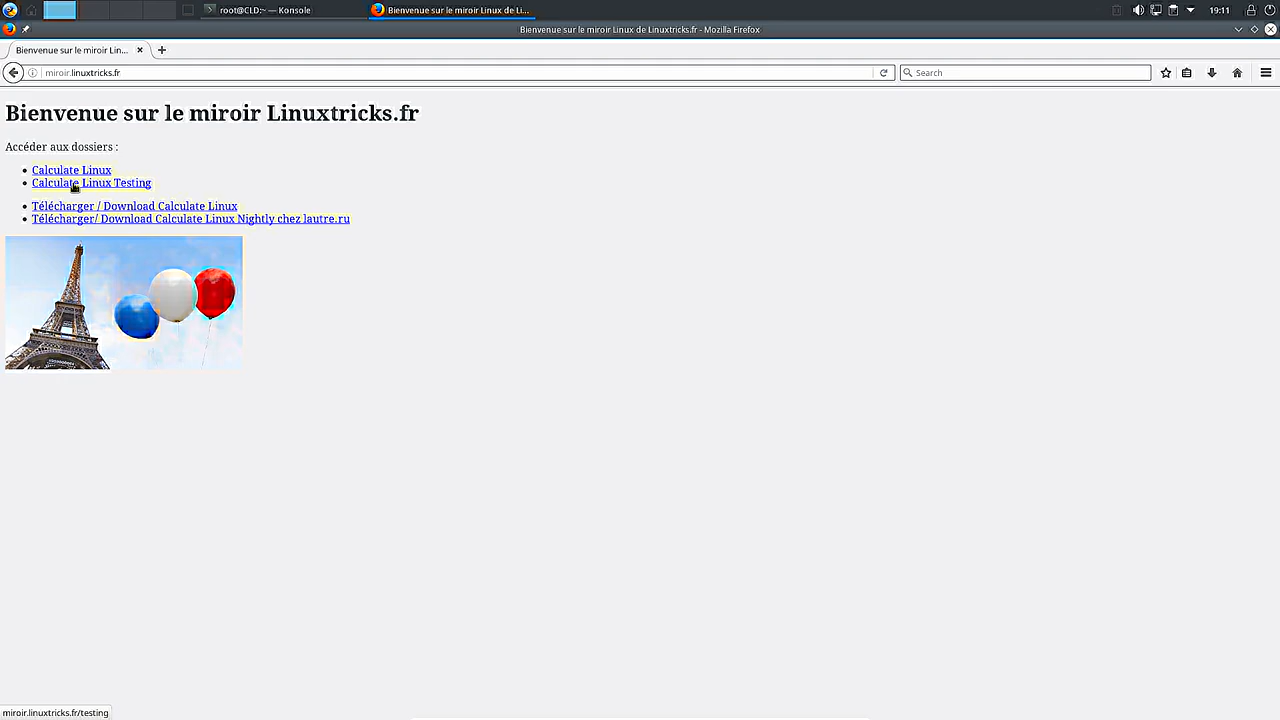 root@CLD:~ — Konsole
Bienvenue sur le miroir Linux de Li...
19:11
Bienvenue sur le miroir Linux de Linuxtricks.fr - Mozilla Firefox
Bienvenue sur le miroir Lin...
miroir.linuxtricks.fr
Search
Bienvenue sur le miroir Linuxtricks.fr
Accéder aux dossiers :
Calculate Linux
Calculate Linux Testing
Télécharger / Download Calculate Linux
Télécharger/ Download Calculate Linux Nightly chez lautre.ru
miroir.linuxtricks.fr/testing